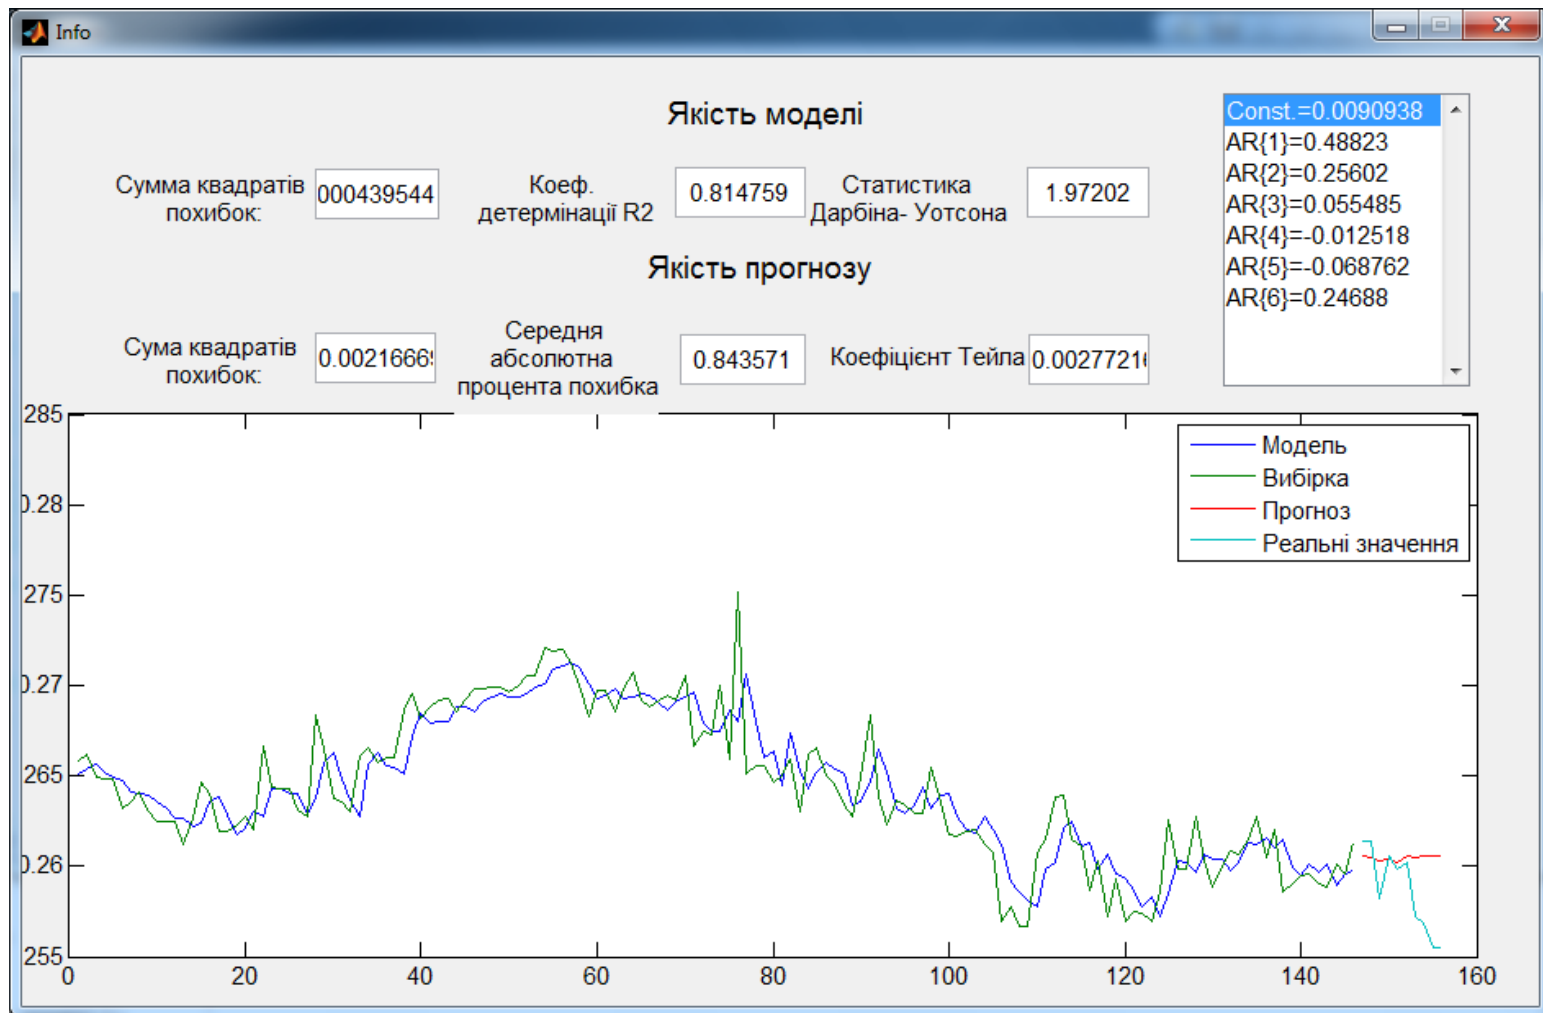 Info
Якість моделі
Сумма квадратів
похибок:
000439544
Коеф.
детермінації R2
0.814759
Статистика
Дарбіна- Уотсона
1.97202
Якість прогнозу
Сума квадратів
похибок:
0.00216669
Середня
абсолютна
процента похибка
0.843571
Коефіцієнт Тейла
0.0027721
Const.=0.0090938
AR{1}=0.48823
AR{2}=0.25602
AR{3}=0.055485
AR{4}=-0.012518
AR{5}=-0.068762
AR{6}=0.24688
285
0.28
275
0.27
265
0.26
255
0
20
40
60
80
100
120
140
160
Модель
Вибірка
Прогноз
Реальні значення